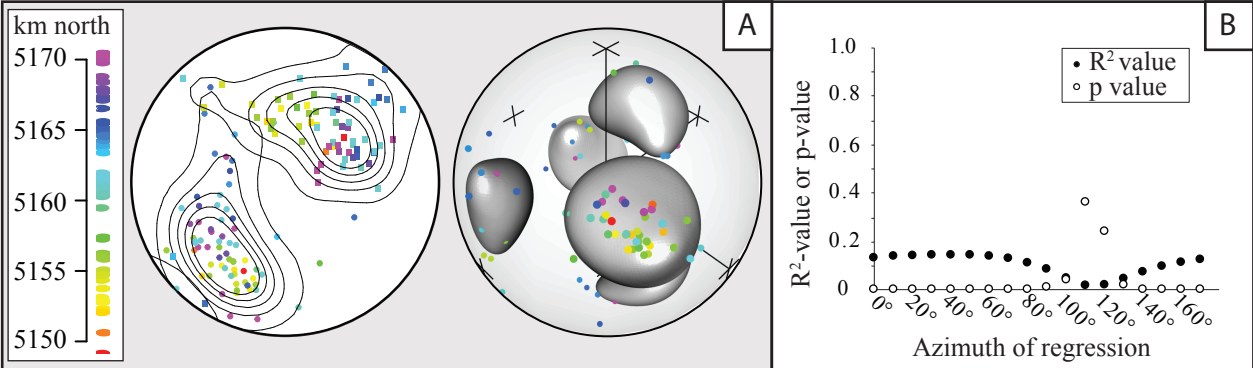 A
km north
5170
5165
5160
5155
5150
B
R² value
p value
R²-value or p-value
1.0
0.8
0.6
0.4
0.2
0
0° 20° 40° 60° 80° 100° 120° 140° 160°
Azimuth of regression